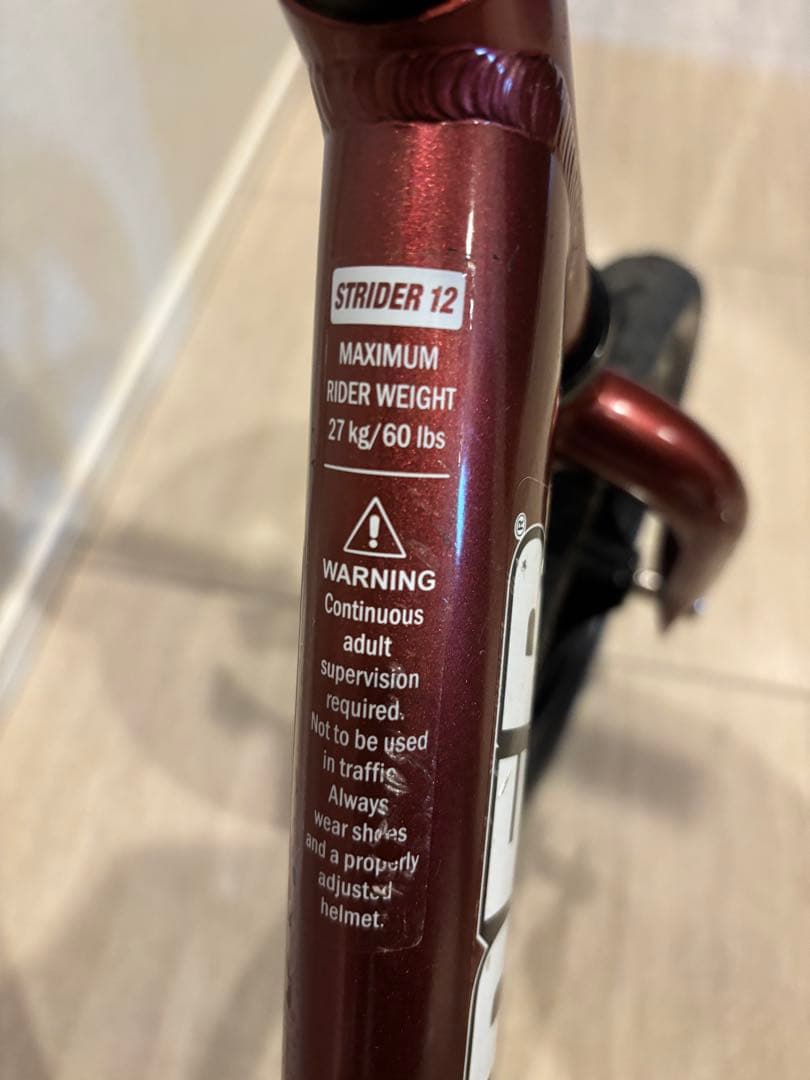 STRIDER 12
MAXIMUM
RIDER WEIGHT
27 kg/60 lbs
WARNING
Continuous
adult
supervision
required.
Not to be used
in traffic
Always
wear shoes
and a properly
adjusted
helmet.
®